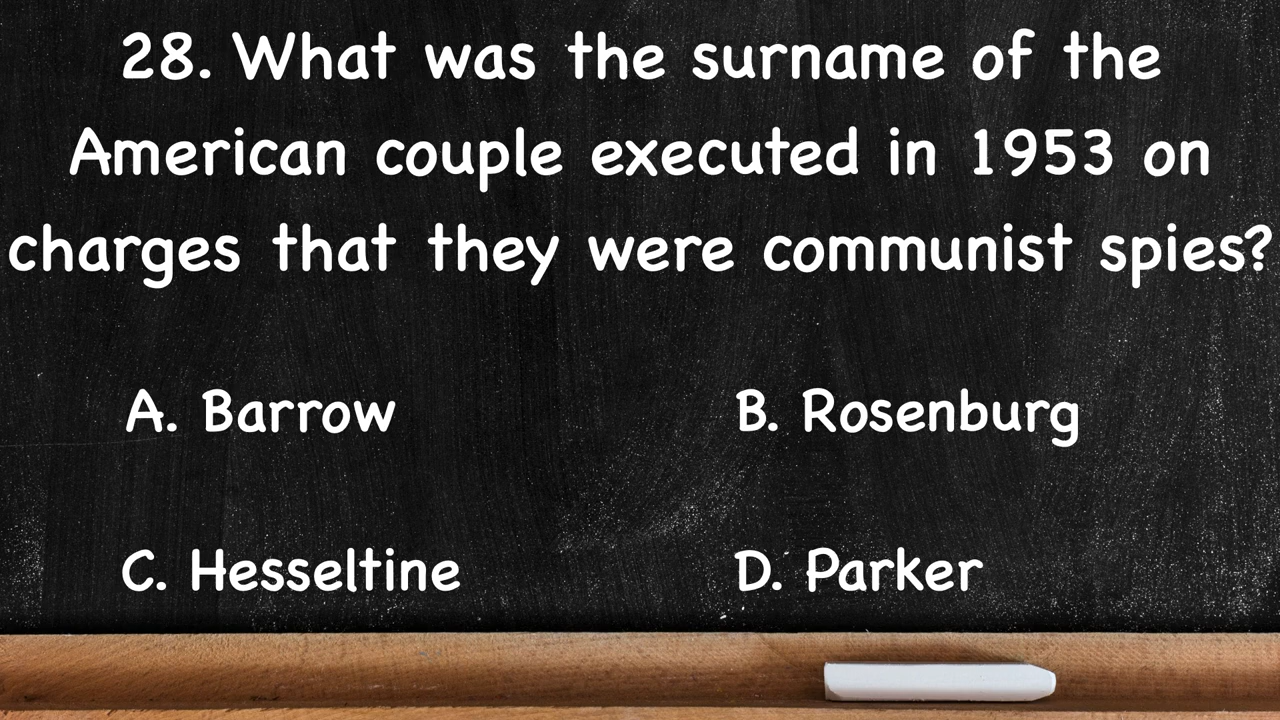 28. What was the surname of the
American couple executed in 1953 on
charges that they were communist spies?
A. Barrow
B. Rosenburg
C. Hesseltine
D. Parker